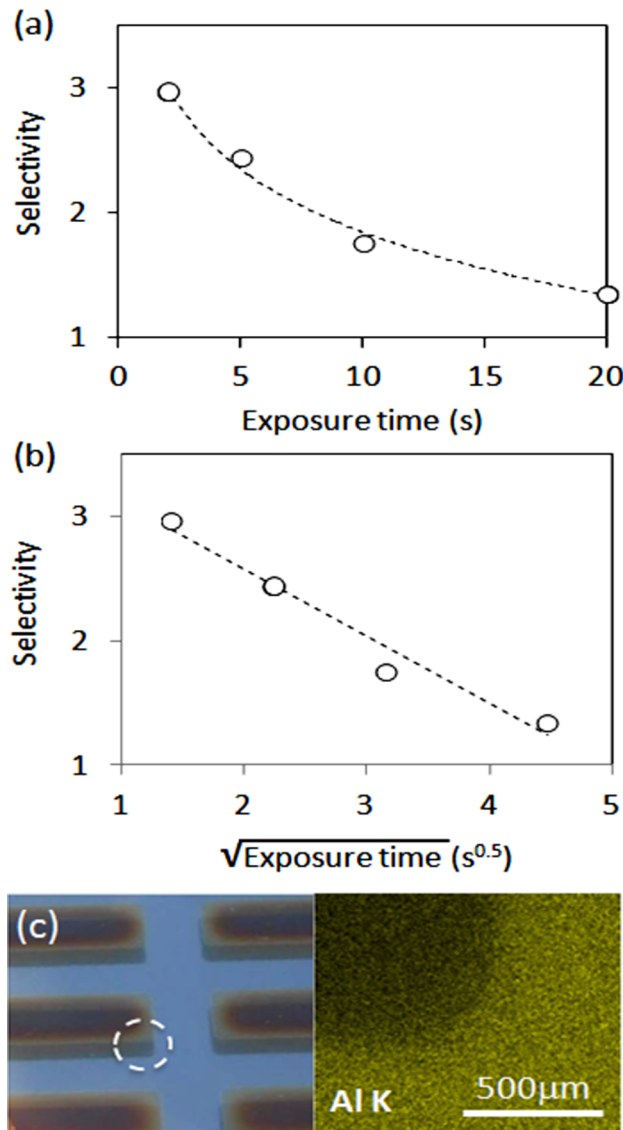 (a)
Selectivity
3
2
1
0 5 10 15 20
Exposure time (s)
(b)
Selectivity
3
2
1
1 2 3 4 5
√Exposure time (s^0.5)
(c)
Al K
500μm